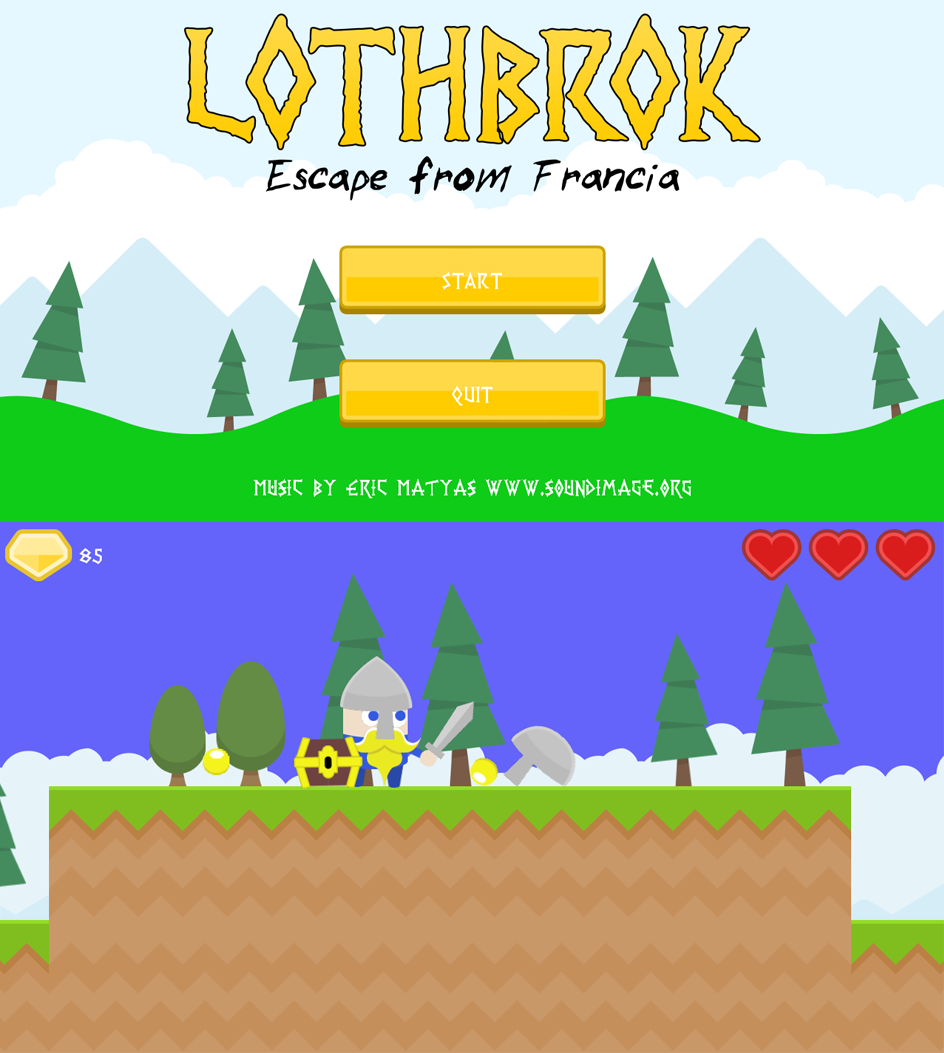 LOTHBROK
Escape from Francia
START
QUIT
MUSIC BY ERIC MATYAS WWW.SOUNDIMAGE.ORG
85